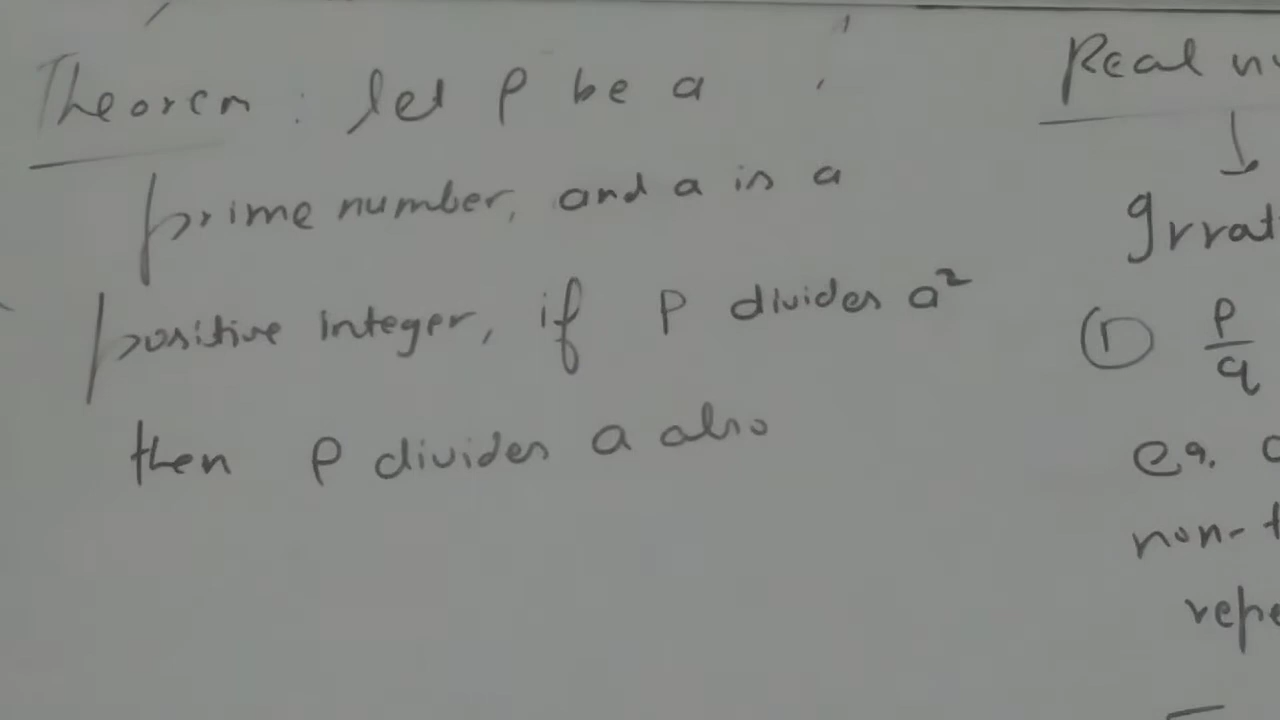 Theorem: let p be a
prime number, and a is a
positive integer, if p divides a²
then p divides a also
Real
Irrat
① p/q
eg.
non-
repe